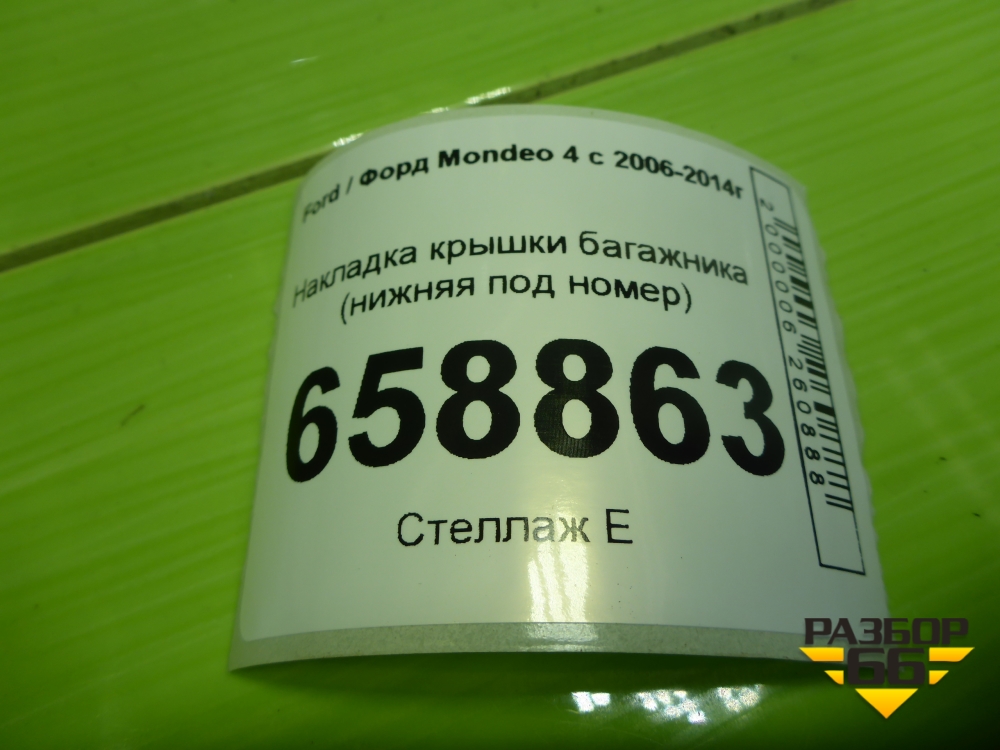 Ford / Форд Mondeo 4 с 2006-2014г
Накладка крышки багажника
(нижняя под номер)
658863
Стеллаж Е
2000006260888
РАЗБОР
66